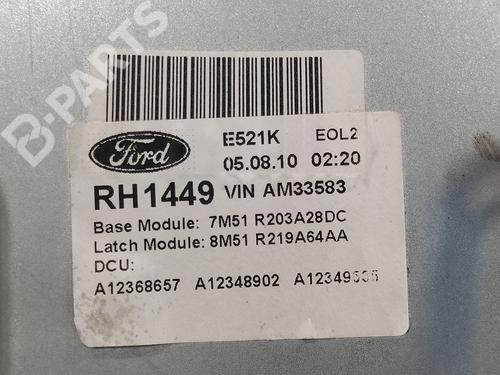 B-PARTS
Ford E521K EOL2
05.08.10 02:20
RH1449 VIN AM33583
Base Module: 7M51 R203A28DC
Latch Module: 8M51 R219A64AA
DCU:
A12368657 A12348902